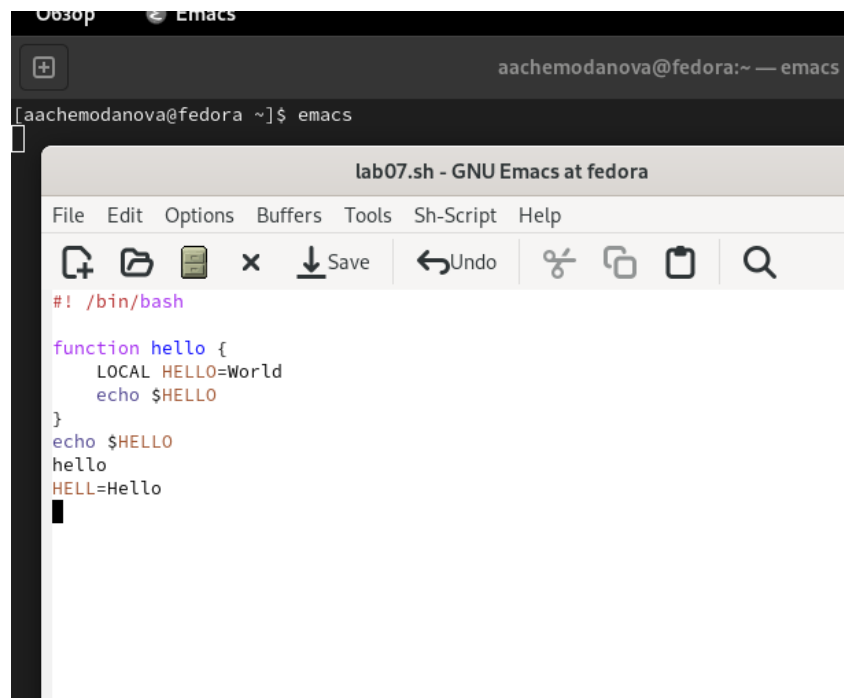 Обзор Emacs
aachemodanova@fedora:~ — emacs
[aachemodanova@fedora ~]$ emacs
lab07.sh - GNU Emacs at fedora
File Edit Options Buffers Tools Sh-Script Help
Save Undo
#! /bin/bash
function hello {
    LOCAL HELLO=World
    echo $HELLO
}
echo $HELLO
hello
HELL=Hello